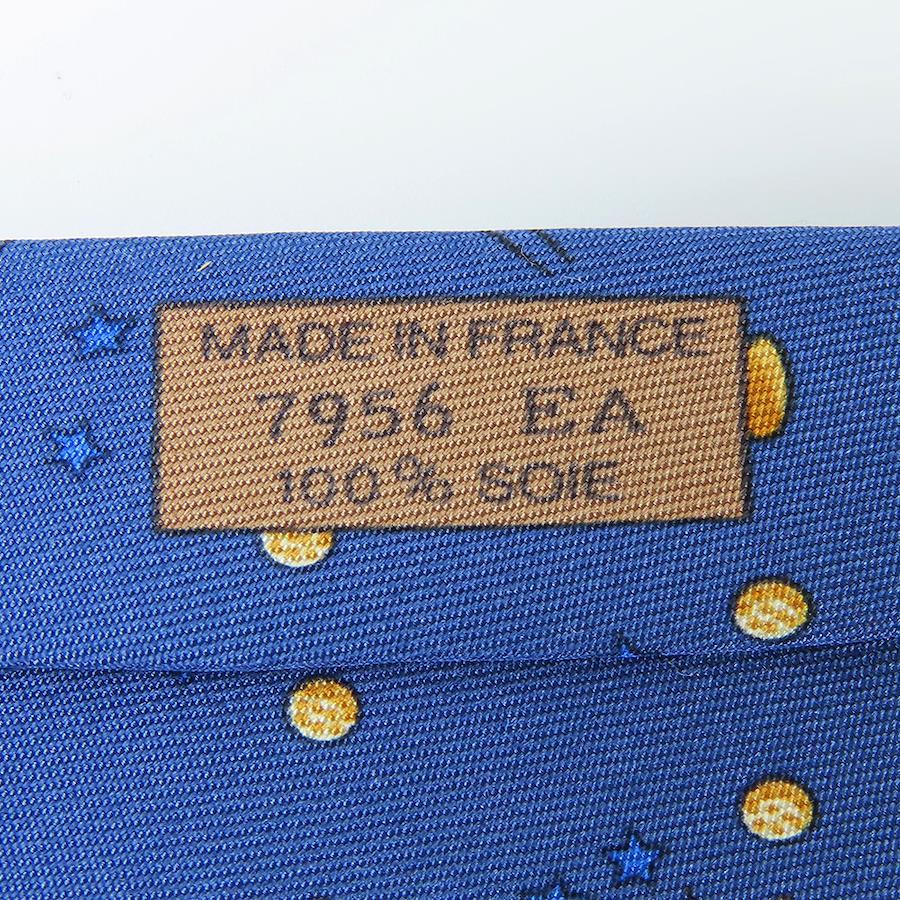 MADE IN FRANCE
7956 EA
100% SOIE